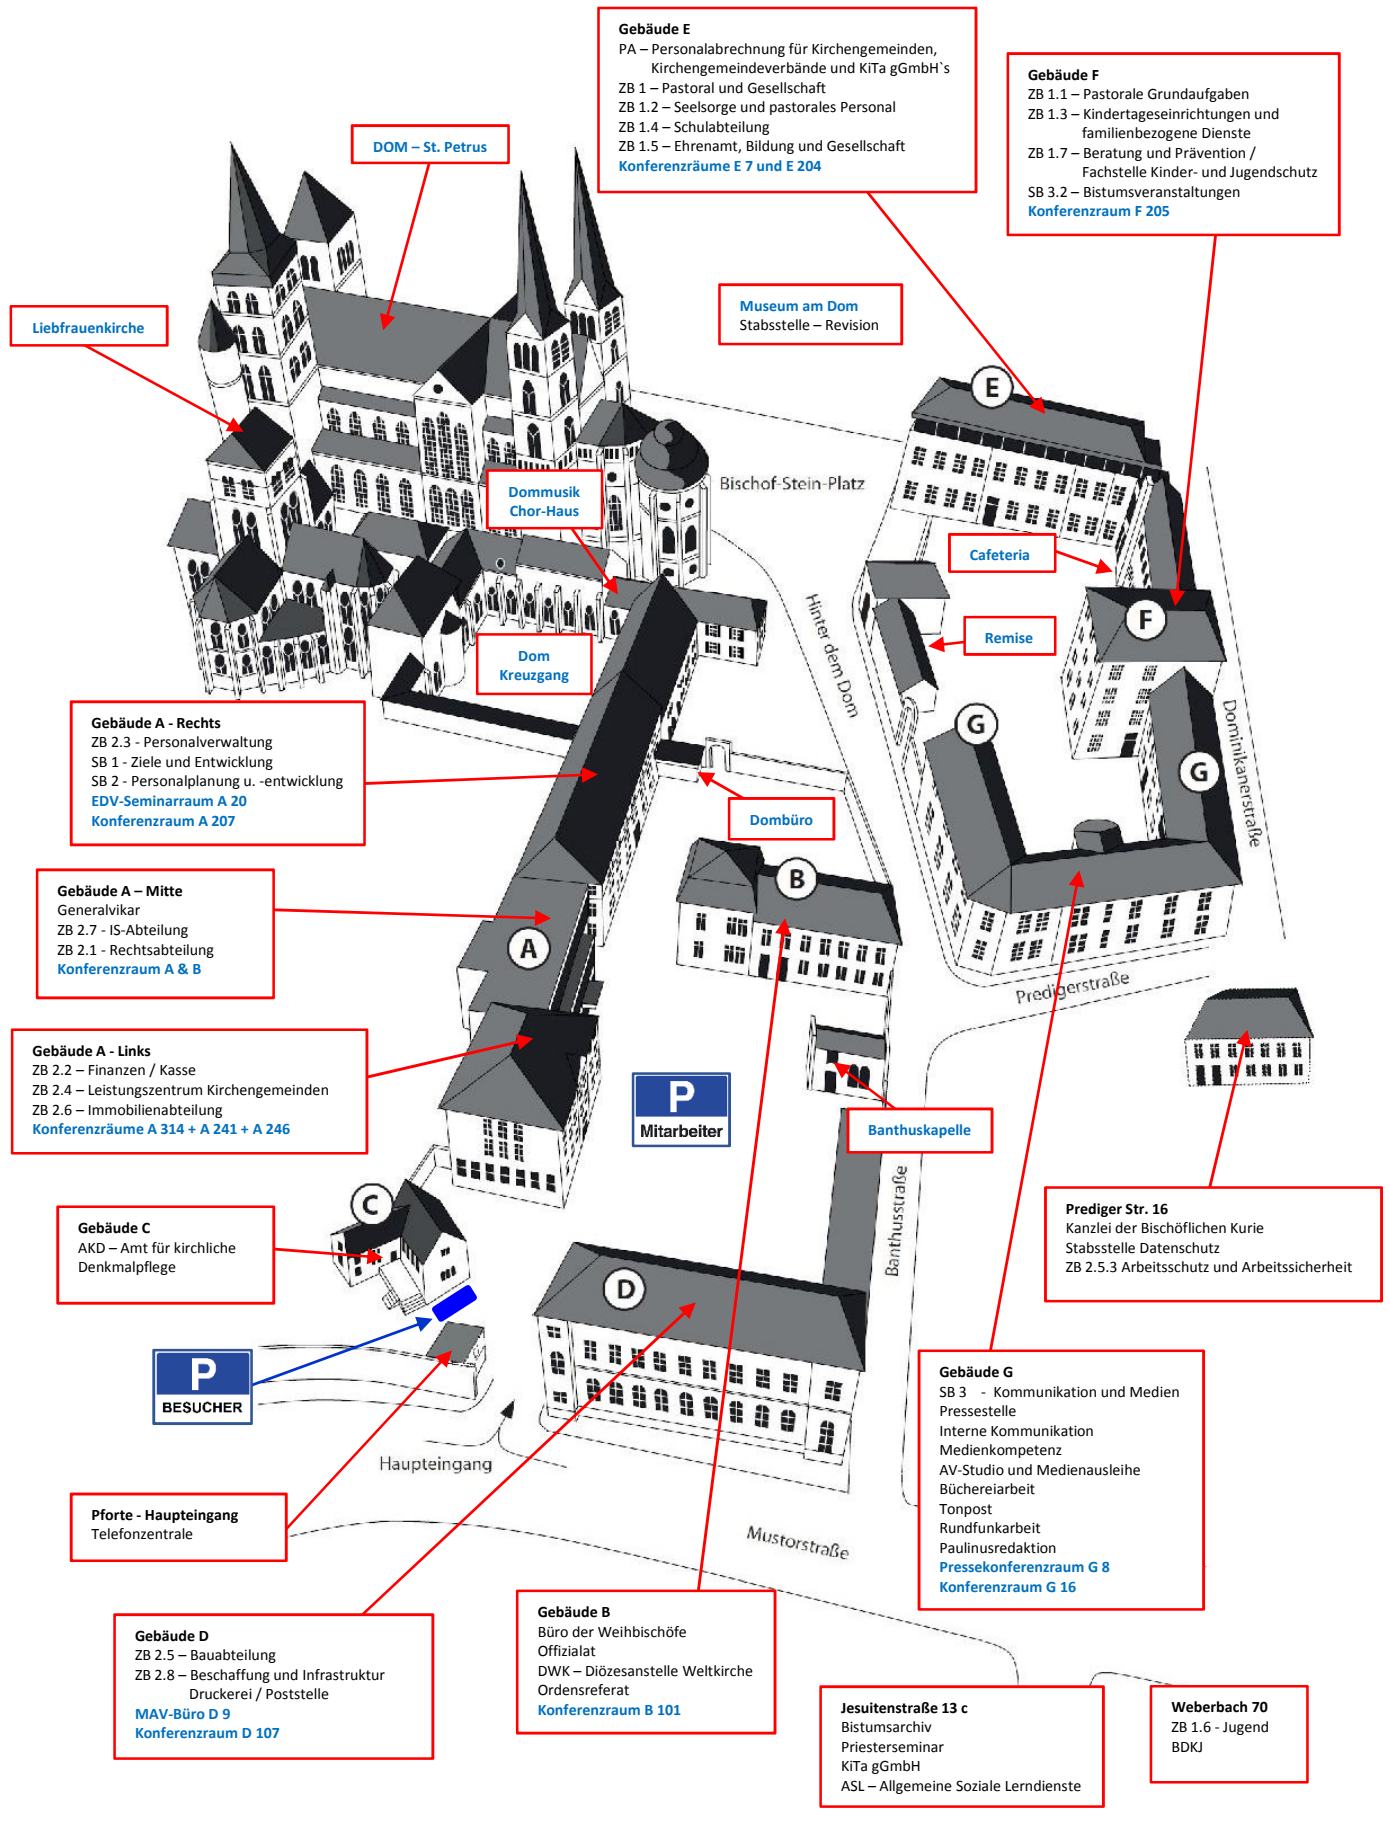 Gebäude E
PA – Personalabrechnung für Kirchengemeinden,
Kirchengemeindeverbände und KiTa gGmbH`s
ZB 1 – Pastoral und Gesellschaft
ZB 1.2 – Seelsorge und pastorales Personal
ZB 1.4 – Schulabteilung
ZB 1.5 – Ehrenamt, Bildung und Gesellschaft
Konferenzräume E 7 und E 204
Gebäude F
ZB 1.1 – Pastorale Grundaufgaben
ZB 1.3 – Kindertageseinrichtungen und
familienbezogene Dienste
ZB 1.7 – Beratung und Prävention /
Fachstelle Kinder- und Jugendschutz
SB 3.2 – Bistumsveranstaltungen
Konferenzraum F 205
DOM – St. Petrus
Liebfrauenkirche
Museum am Dom
Stabsstelle – Revision
E
Bischof-Stein-Platz
Dommusik
Chor-Haus
Cafeteria
Hinter dem Dom
F
Remise
Dom
Kreuzgang
Gebäude A - Rechts
ZB 2.3 - Personalverwaltung
SB 1 - Ziele und Entwicklung
SB 2 - Personalplanung u. -entwicklung
EDV-Seminarraum A 20
Konferenzraum A 207
G
G
Dominikanerstraße
Dombüro
Gebäude A – Mitte
Generalvikar
ZB 2.7 - IS-Abteilung
ZB 2.1 - Rechtsabteilung
Konferenzraum A & B
B
A
Predigerstraße
Gebäude A - Links
ZB 2.2 – Finanzen / Kasse
ZB 2.4 – Leistungszentrum Kirchengemeinden
ZB 2.6 – Immobilienabteilung
Konferenzräume A 314 + A 241 + A 246
P
Mitarbeiter
Banthuskapelle
Banthusstraße
C
Gebäude C
AKD – Amt für kirchliche
Denkmalpflege
Prediger Str. 16
Kanzlei der Bischöflichen Kurie
Stabsstelle Datenschutz
ZB 2.5.3 Arbeitsschutz und Arbeitssicherheit
D
P
BESUCHER
Gebäude G
SB 3 - Kommunikation und Medien
Pressestelle
Interne Kommunikation
Medienkompetenz
AV-Studio und Medienausleihe
Büchereiarbeit
Tonpost
Rundfunkarbeit
Paulinusredaktion
Pressekonferenzraum G 8
Konferenzraum G 16
Haupteingang
Pforte - Haupteingang
Telefonzentrale
Mustorstraße
Gebäude D
ZB 2.5 – Bauabteilung
ZB 2.8 – Beschaffung und Infrastruktur
Druckerei / Poststelle
MAV-Büro D 9
Konferenzraum D 107
Gebäude B
Büro der Weihbischöfe
Offizialat
DWK – Diözesanstelle Weltkirche
Ordensreferat
Konferenzraum B 101
Jesuitenstraße 13 c
Bistumsarchiv
Priesterseminar
KiTa gGmbH
ASL – Allgemeine Soziale Lerndienste
Weberbach 70
ZB 1.6 - Jugend
BDKJ